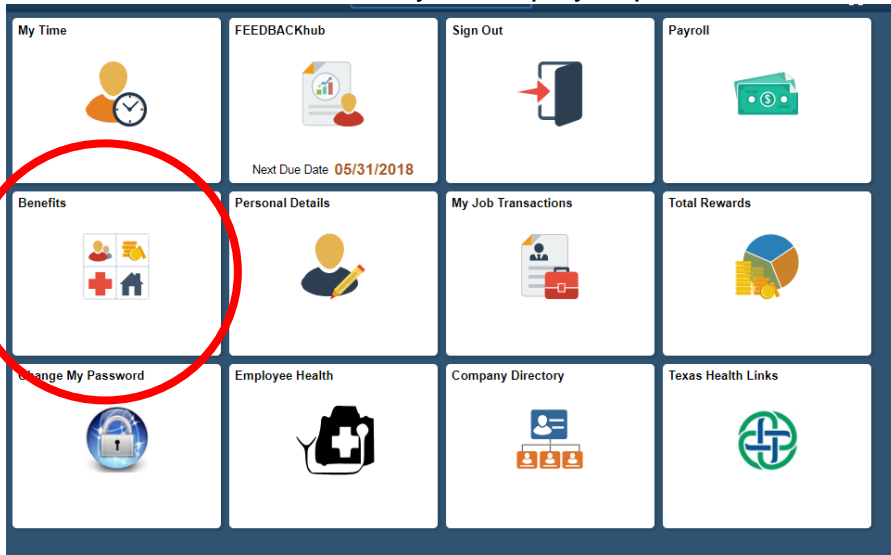 My Time
FEEDBACKhub
Sign Out
Payroll
Next Due Date 05/31/2018
Benefits
Personal Details
My Job Transactions
Total Rewards
Change My Password
Employee Health
Company Directory
Texas Health Links